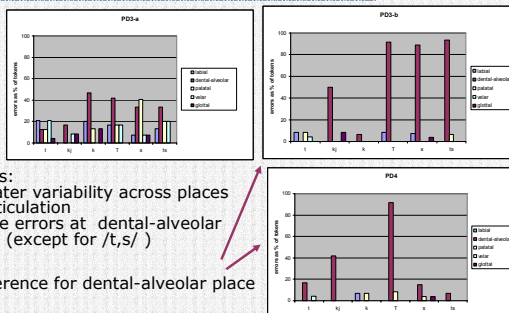 PD3-a
errors as % of tokens
100
80
60
40
20
0
t kj k T s ts
labial
dental-alveolar
palatal
velar
glottal
PD3-b
errors as % of tokens
100
80
60
40
20
0
t kj k T s ts
labial
dental-alveola
palatal
velar
glottal
s:
ater variability across places
ticulation
e errors at dental-alveolar
(except for /t,s/ )
erence for dental-alveolar place
PD4
errors as % of tokens
100
80
60
40
20
0
t kj k T s ts
labial
dental-alveola
palatal
velar
glottal